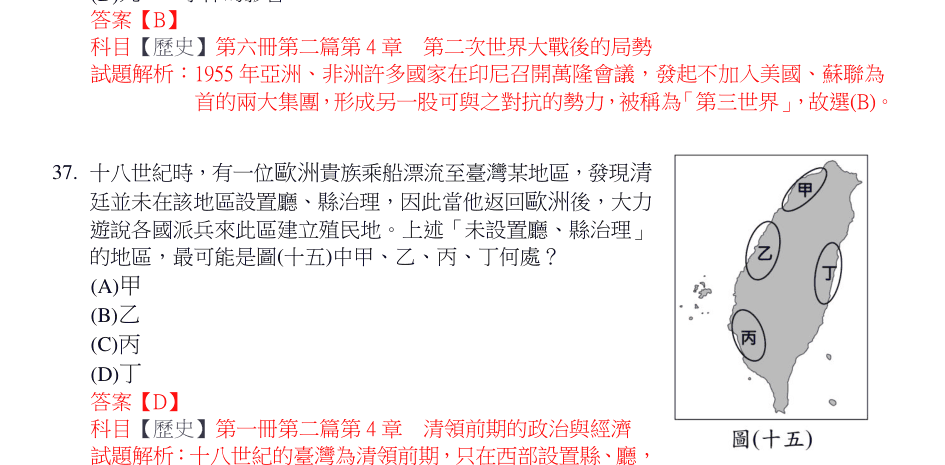 答案【B】
科目【歷史】第六冊第二篇第 4 章　第二次世界大戰後的局勢
試題解析：1955 年亞洲、非洲許多國家在印尼召開萬隆會議，發起不加入美國、蘇聯為
首的兩大集團，形成另一股可與之對抗的勢力，被稱為「第三世界」，故選(B)。
37. 十八世紀時，有一位歐洲貴族乘船漂流至臺灣某地區，發現清
廷並未在該地區設置廳、縣治理，因此當他返回歐洲後，大力
遊說各國派兵來此區建立殖民地。上述「未設置廳、縣治理」
的地區，最可能是圖(十五)中甲、乙、丙、丁何處？
(A)甲
(B)乙
(C)丙
(D)丁
甲
乙
丁
丙
圖(十五)
答案【D】
科目【歷史】第一冊第二篇第 4 章　清領前期的政治與經濟
試題解析：十八世紀的臺灣為清領前期，只在西部設置縣、廳，